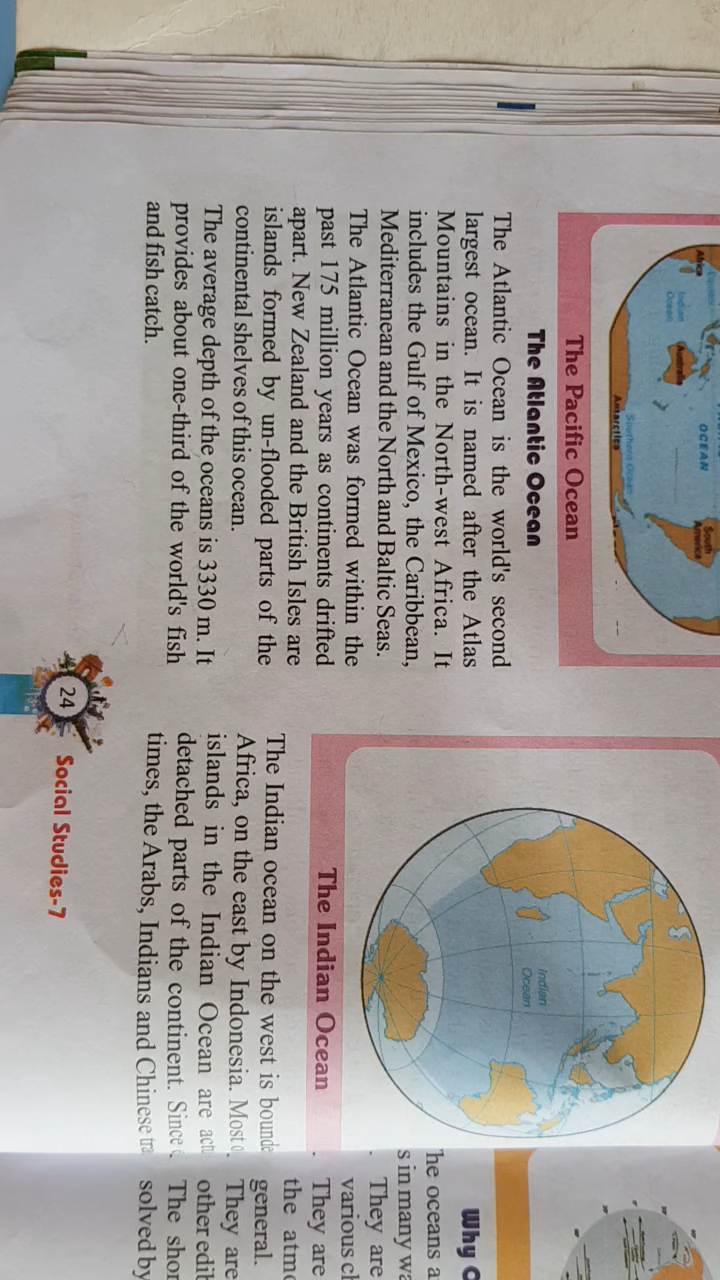 Africa
Indian
Ocean
Australia
OCEAN
Southern Ocean
Antarctica
South
America
The Pacific Ocean
The Atlantic Ocean
The Atlantic Ocean is the world's second
largest ocean. It is named after the Atlas
Mountains in the North-west Africa. It
includes the Gulf of Mexico, the Caribbean,
Mediterranean and the North and Baltic Seas.
The Atlantic Ocean was formed within the
past 175 million years as continents drifted
apart. New Zealand and the British Isles are
islands formed by un-flooded parts of the
continental shelves of this ocean.
The average depth of the oceans is 3330 m. It
provides about one-third of the world's fish
and fish catch.
Indian
Ocean
The Indian Ocean
The Indian ocean on the west is
Africa, on the east by Indonesia. Most
islands in the Indian Ocean are
detached parts of the continent. Since
times, the Arabs, Indians and Chinese
24
Social Studies-7
Why
he oceans
s in many
They are
various
They are
the
general.
They are
other
The
solved by